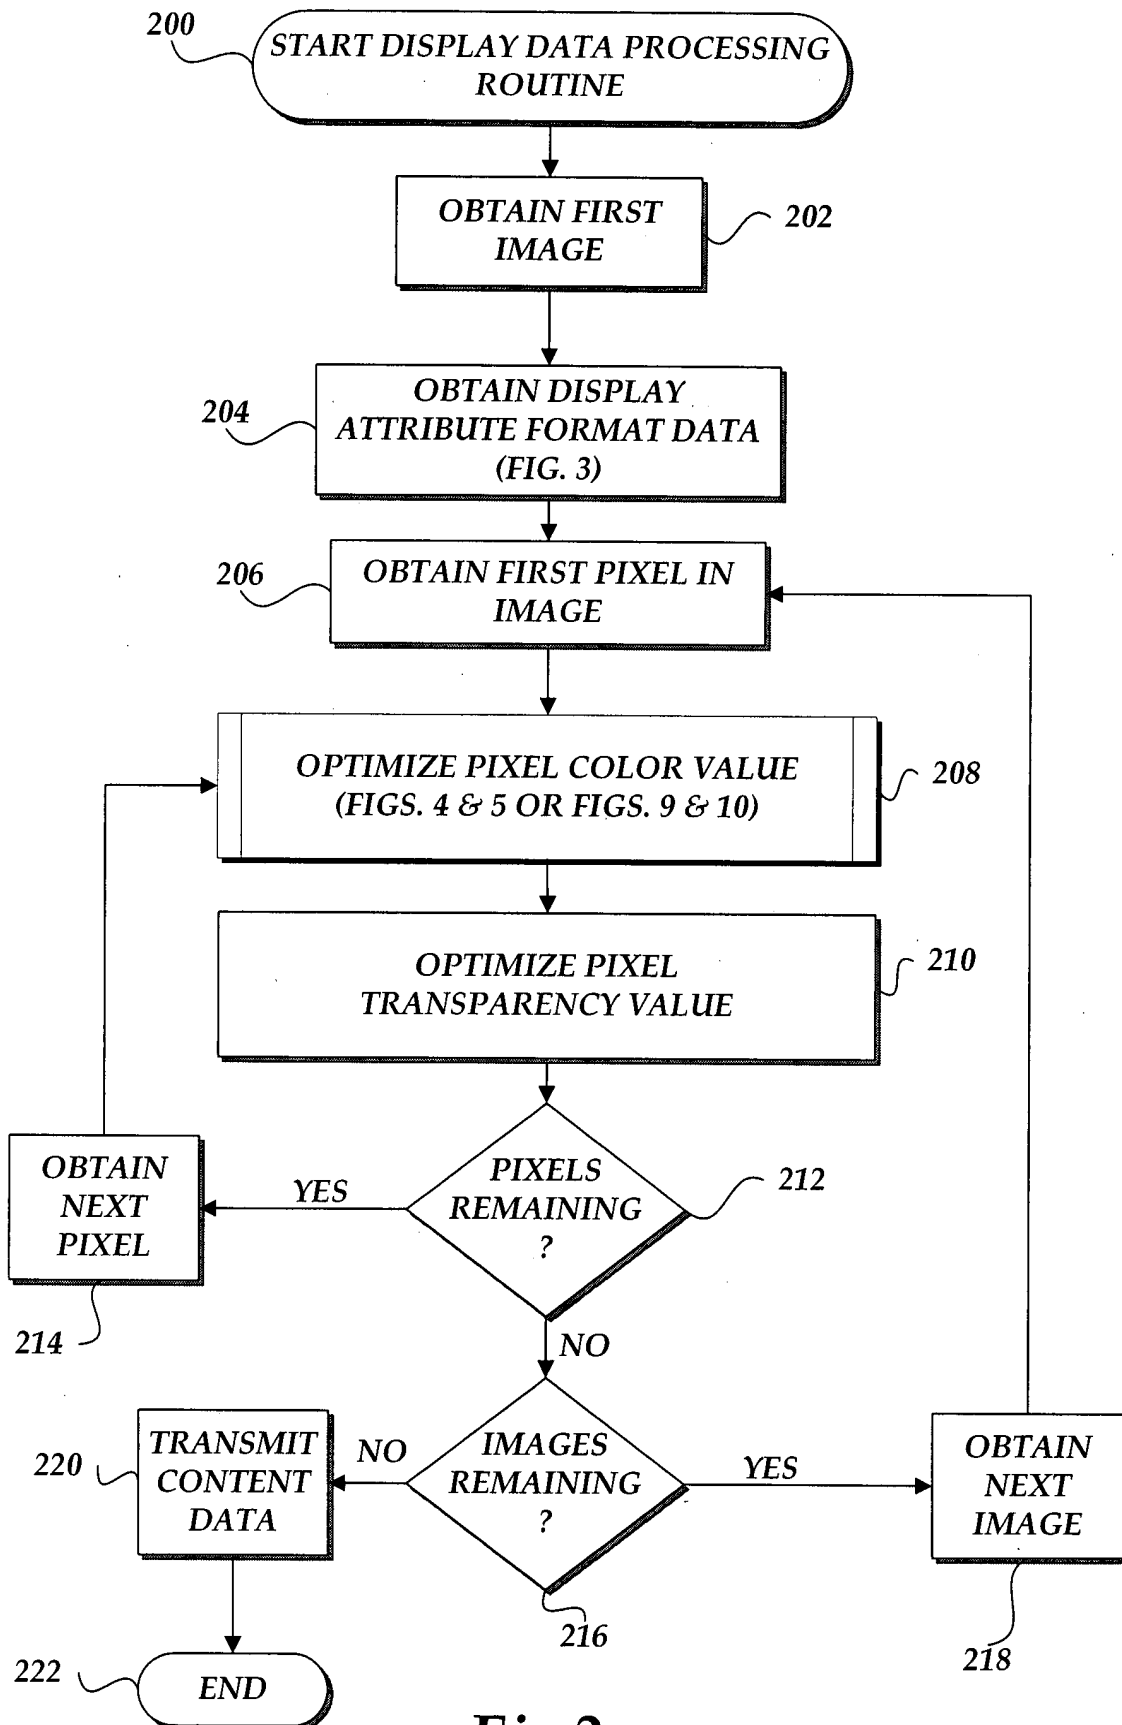 200
START DISPLAY DATA PROCESSING
ROUTINE
OBTAIN FIRST
IMAGE
202
OBTAIN DISPLAY
ATTRIBUTE FORMAT DATA
(FIG. 3)
204
OBTAIN FIRST PIXEL IN
IMAGE
206
OPTIMIZE PIXEL COLOR VALUE
(FIGS. 4 & 5 OR FIGS. 9 & 10)
208
OPTIMIZE PIXEL
TRANSPARENCY VALUE
210
PIXELS
REMAINING
?
212
YES
OBTAIN
NEXT
PIXEL
214
NO
IMAGES
REMAINING
?
216
NO
YES
TRANSMIT
CONTENT
DATA
220
OBTAIN
NEXT
IMAGE
218
END
222
Fig. 2